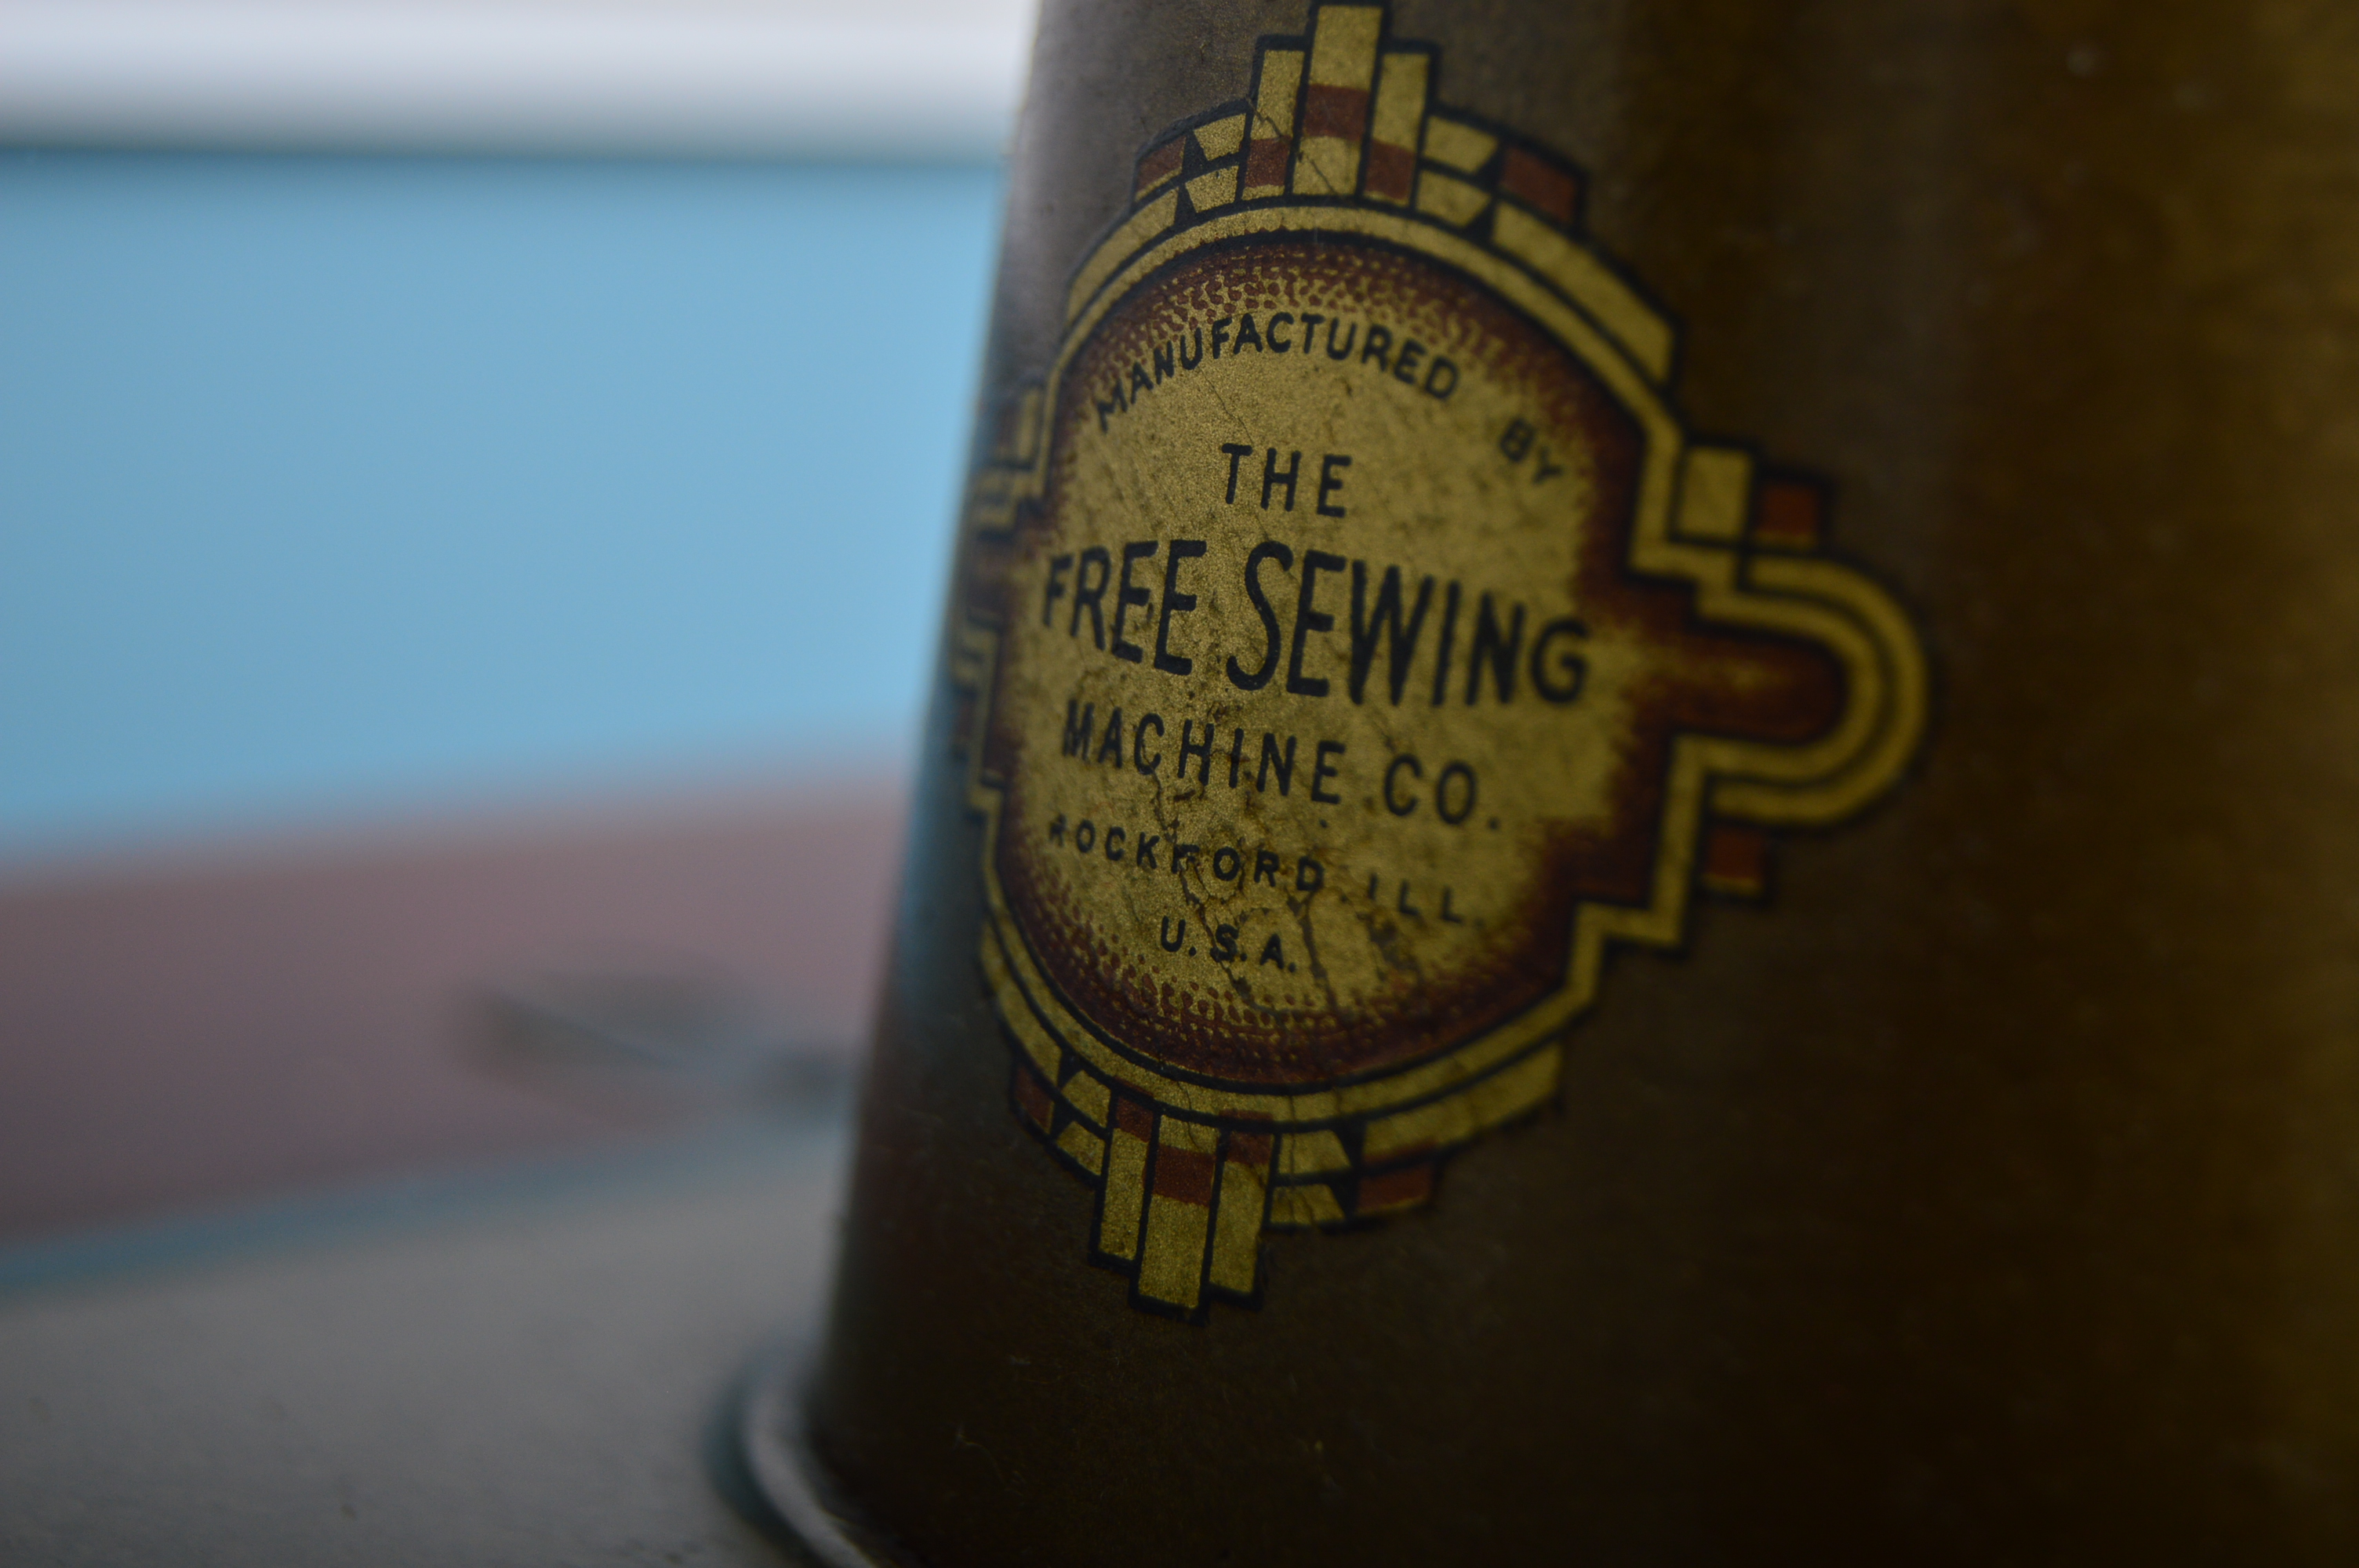 MANUFACTURED BY
THE
FREE SEWING
MACHINE CO.
ROCKFORD ILL.
U.S.A.